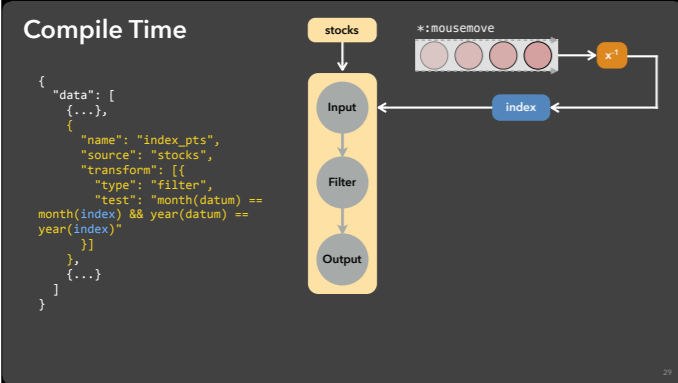 Compile Time
{
"data": [
{...},
{
"name": "index_pts",
"source": "stocks",
"transform": [{
"type": "filter",
"test": "month(datum) ==
month(index) && year(datum) ==
year(index)"
}]
},
{...}
]
}
stocks
Input
Filter
Output
*:mousemove
x⁻¹
index
29